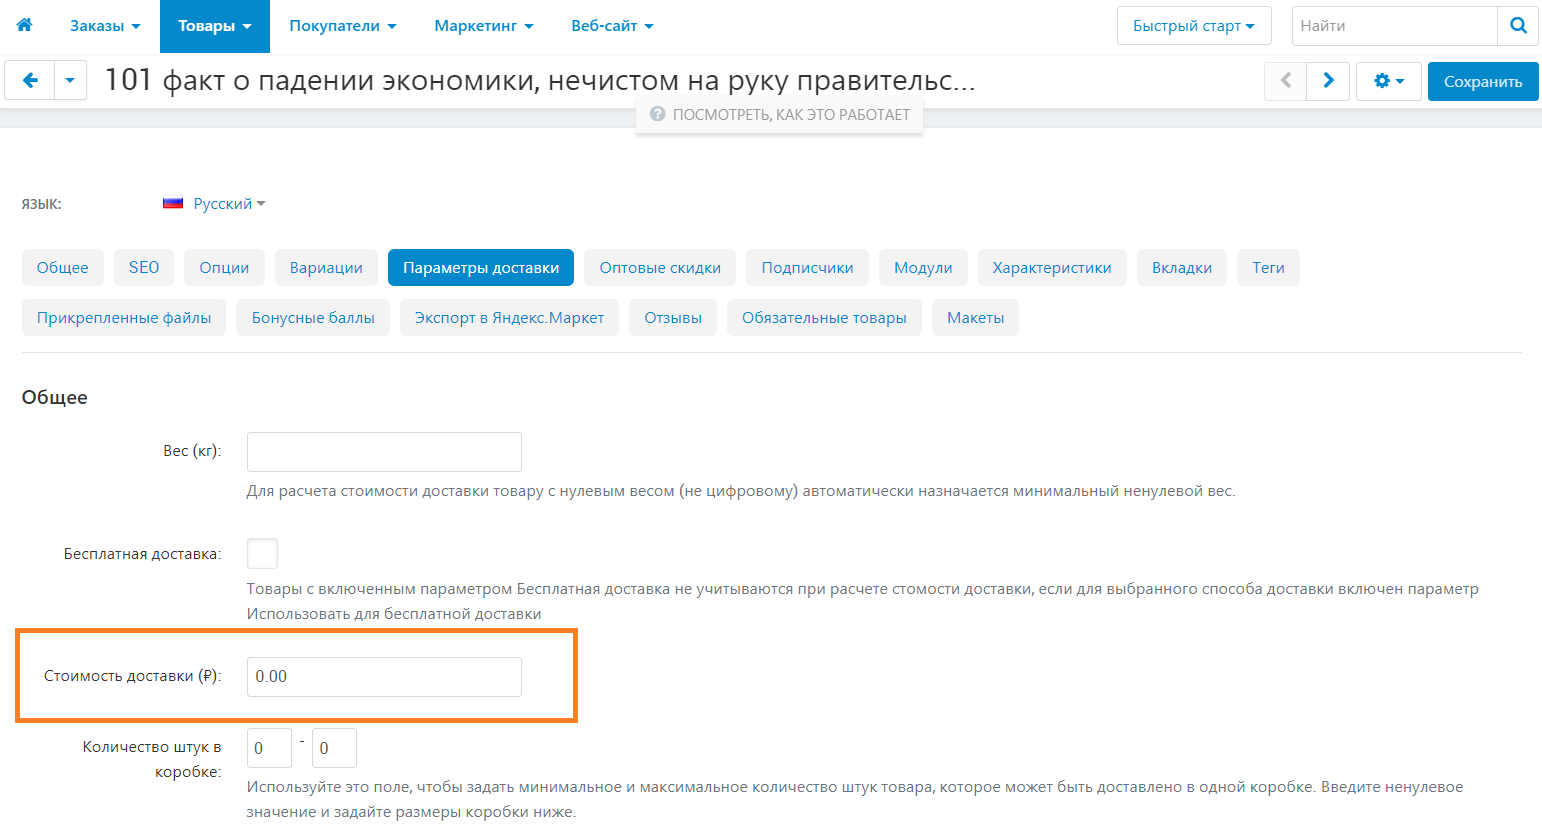 Заказы Товары Покупатели Маркетинг Веб-сайт Быстрый старт Найти
101 факт о падении экономики, нечистом на руку правительс... Сохранить
ПОСМОТРЕТЬ, КАК ЭТО РАБОТАЕТ
ЯЗЫК: Русский
Общее SEO Опции Вариации Параметры доставки Оптовые скидки Подписчики Модули Характеристики Вкладки Теги
Прикрепленные файлы Бонусные баллы Экспорт в Яндекс.Маркет Отзывы Обязательные товары Макеты
Общее
Вес (кг):
Для расчета стоимости доставки товару с нулевым весом (не цифровому) автоматически назначается минимальный ненулевой вес.
Бесплатная доставка:
Товары с включенным параметром Бесплатная доставка не учитываются при расчете стомости доставки, если для выбранного способа доставки включен параметр
Использовать для бесплатной доставки
Стоимость доставки (₽): 0.00
Количество штук в
коробке: 0 - 0
Используйте это поле, чтобы задать минимальное и максимальное количество штук товара, которое может быть доставлено в одной коробке. Введите ненулевое
значение и задайте размеры коробки ниже.